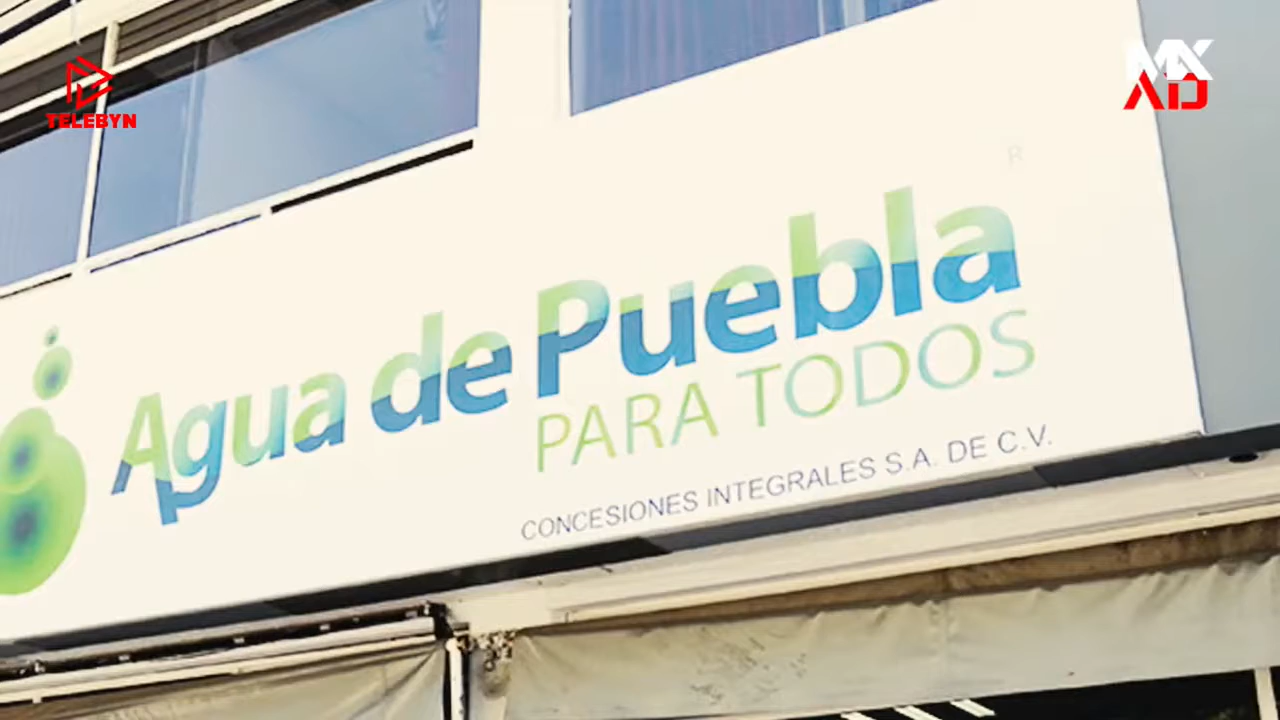 TELEBYN
MX
AD
R
Agua de Puebla
PARA TODOS
CONCESIONES INTEGRALES S.A. DE C.V.